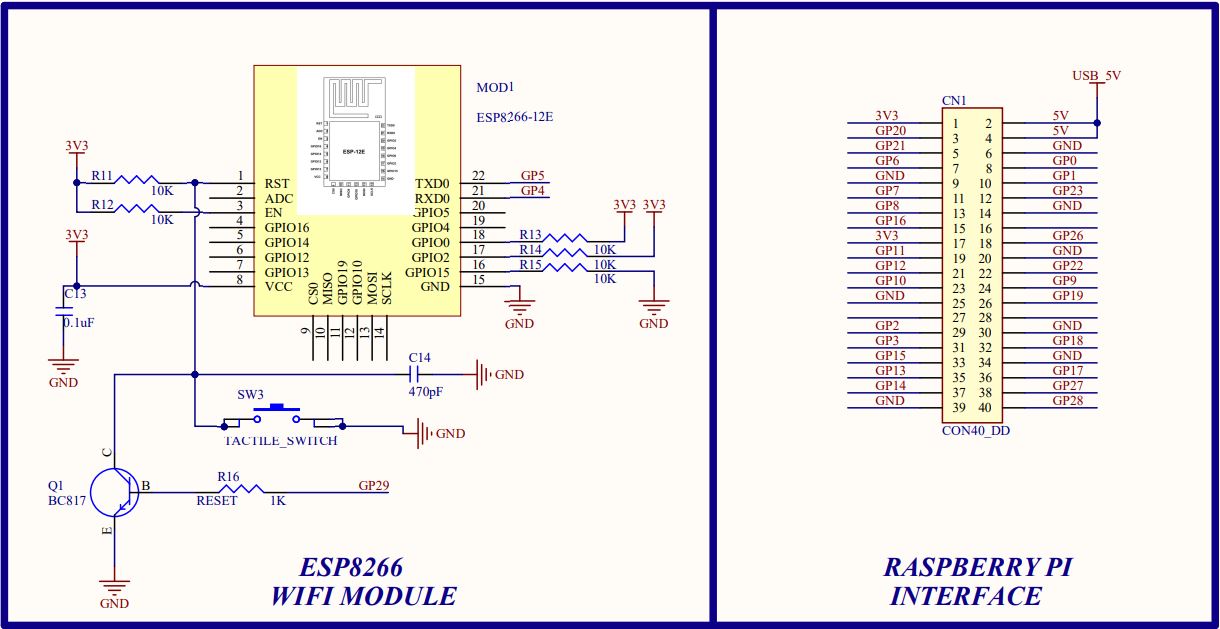 MOD1
ESP8266-12E
ESP-12E
3V3
R11
10K
R12
10K
3V3
C13
0.1uF
GND
1 RST
2 ADC
3 EN
4 GPIO16
5 GPIO14
6 GPIO12
7 GPIO13
8 VCC
TXD0 22 GP5
RXD0 21 GP4
GPIO5 20
GPIO4 19
GPIO0 18
GPIO2 17
GPIO15 16
GND 15
CS0 9
MISO 10
GPIO19 11
GPIO10 12
MOSI 13
SCLK 14
3V3 3V3
R13
R14 10K
R15 10K
10K
GND
GND
C14
470pF
GND
SW3
TACTILE_SWITCH
GND
Q1
BC817
C
B
E
R16
RESET 1K
GP29
GND
ESP8266
WIFI MODULE
USB_5V
CN1
3V3 1 2 5V
GP20 3 4 5V
GP21 5 6 GND
GP6 7 8 GP0
GND 9 10 GP1
GP7 11 12 GP23
GP8 13 14 GND
GP16 15 16
3V3 17 18 GP26
GP11 19 20 GND
GP12 21 22 GP22
GP10 23 24 GP9
GND 25 26 GP19
27 28
GP2 29 30 GND
GP3 31 32 GP18
GP15 33 34 GND
GP13 35 36 GP17
GP14 37 38 GP27
GND 39 40 GP28
CON40_DD
RASPBERRY PI
INTERFACE